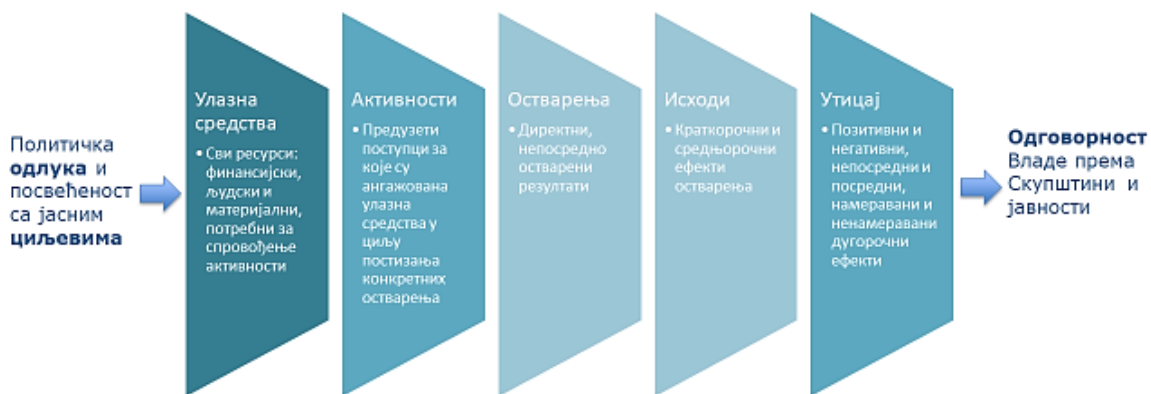 Политичка
одлука и
посвећеност
са јасним
циљевима
Улазна
средства
• Сви ресурси:
финансијски,
људски и
материјални,
потребни за
спровођење
активности
Активности
• Предузети
поступци за
које су
ангажована
улазна
средства у
циљу
постизања
конкретних
остварења
Остварења
• Директни,
непосредно
остварени
резултати
Исходи
• Краткорочни и
средњорочни
ефекти
остварења
Утицај
• Позитивни и
негативни,
непосредни и
посредни,
намеравани и
ненамеравани
дугорочни
ефекти
Одговорност
Владе према
Скупштини и
јавности